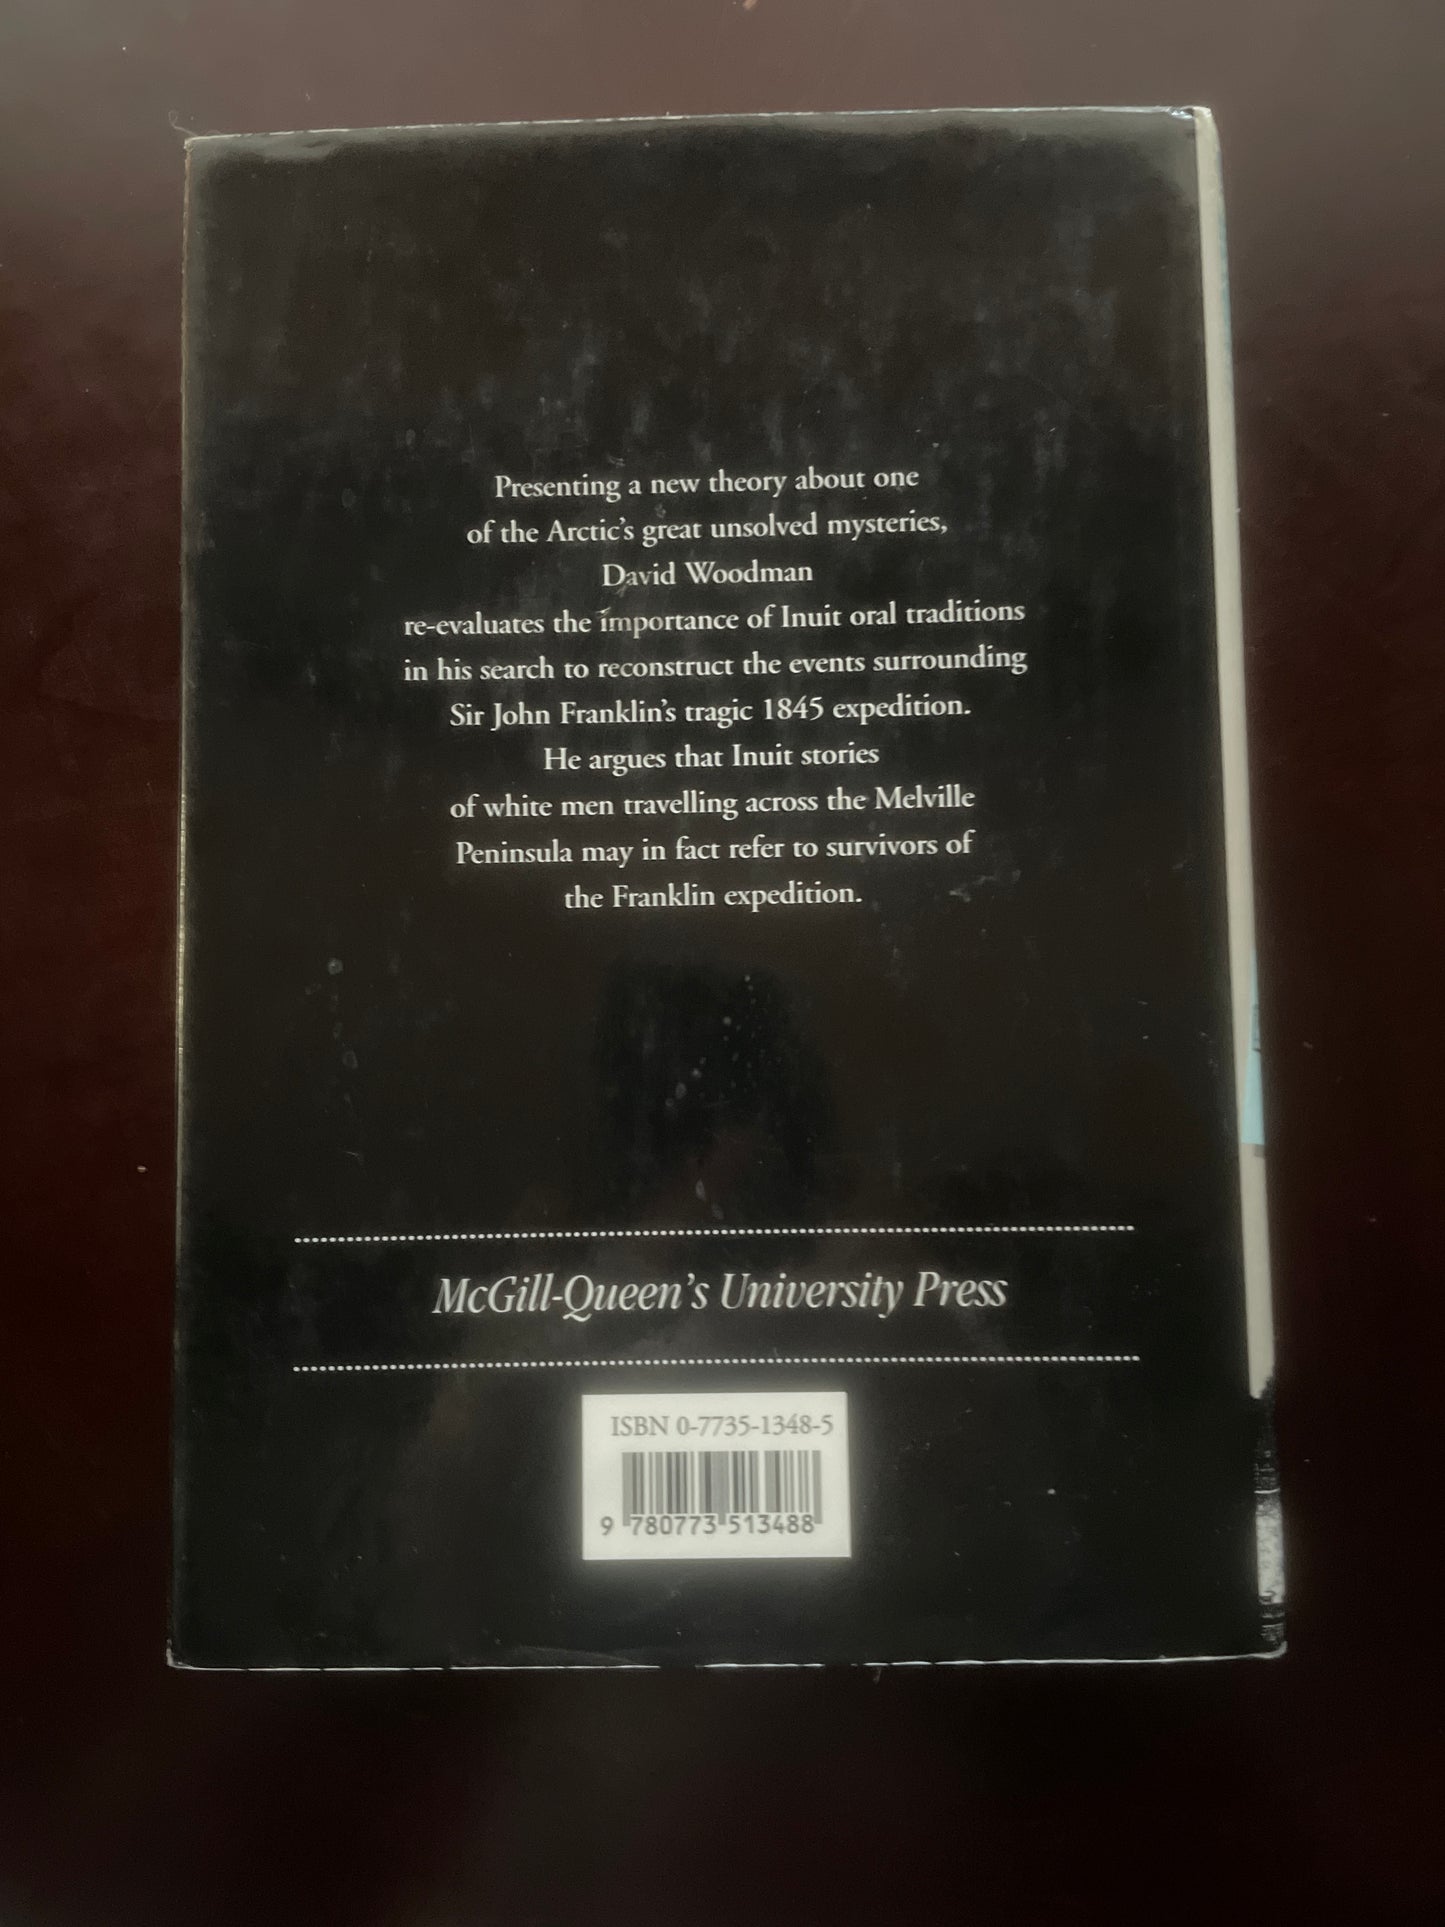 Presenting a new theory about one
of the Arctic's great unsolved mysteries,
David Woodman
re-evaluates the importance of Inuit oral traditions
in his search to reconstruct the events surrounding
Sir John Franklin's tragic 1845 expedition.
He argues that Inuit stories
of white men travelling across the Melville
Peninsula may in fact refer to survivors of
the Franklin expedition.
McGill-Queen's University Press
ISBN 0-7735-1348-5
9 780773 513488